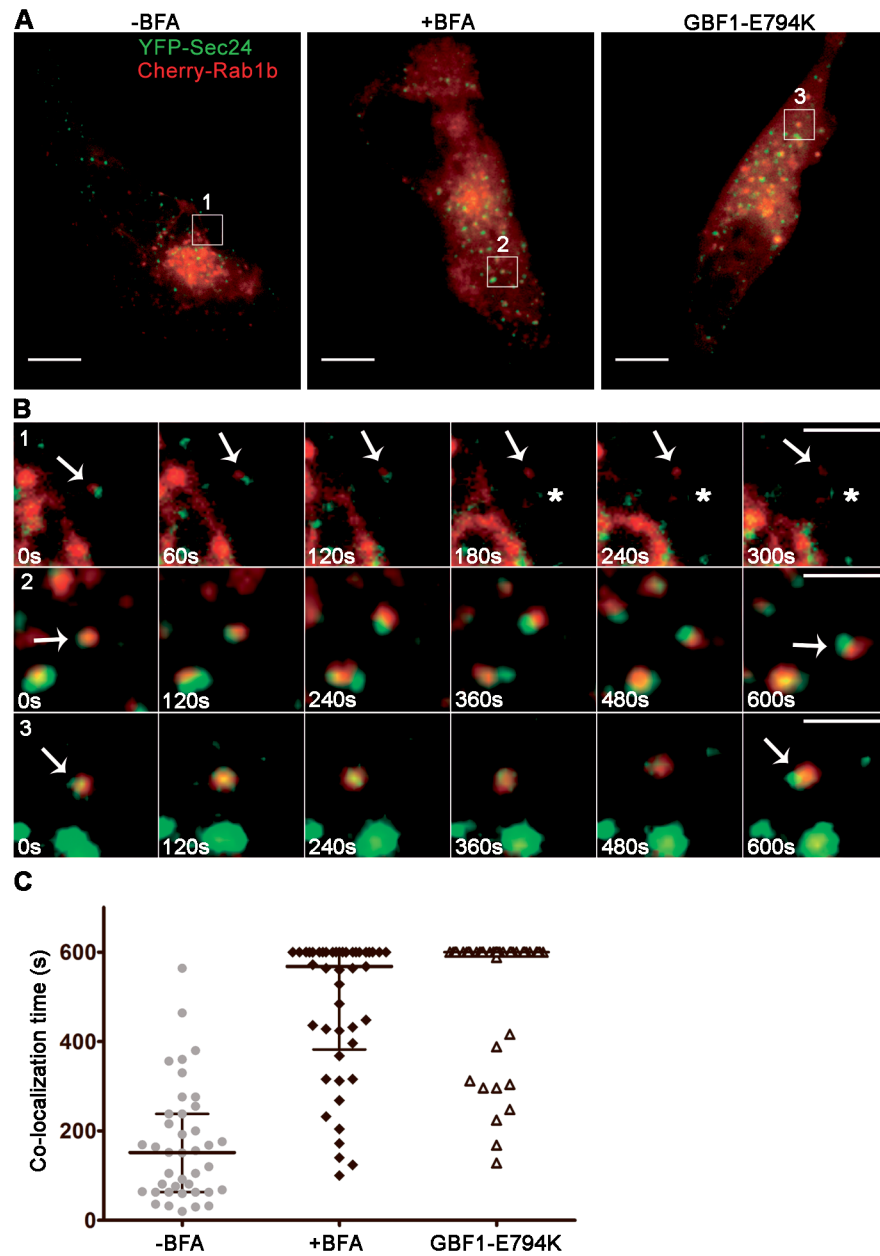 A
-BFA
+BFA
GBF1-E794K
YFP-Sec24
Cherry-Rab1b
1
2
3
B
1
0s
60s
120s
180s
*
240s
*
300s
*
2
0s
120s
240s
360s
480s
600s
3
0s
120s
240s
360s
480s
600s
C
Co-localization time (s)
600
400
200
0
-BFA
+BFA
GBF1-E794K